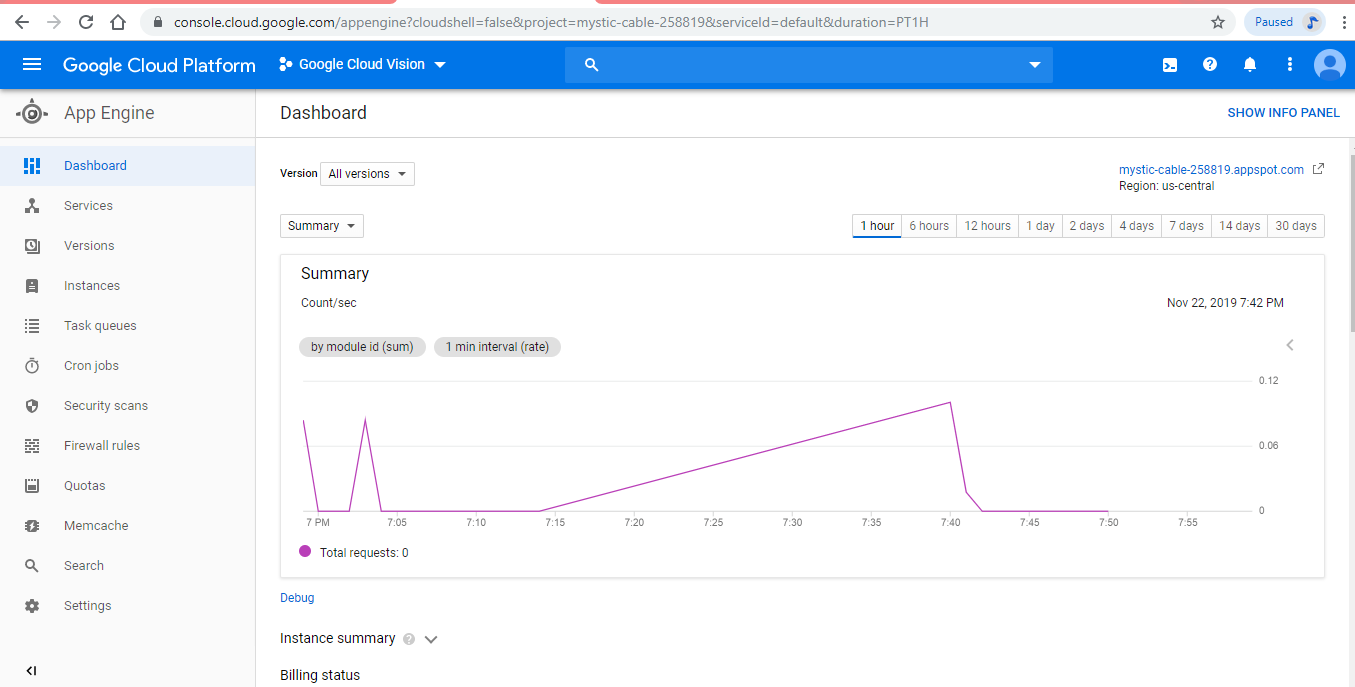 console.cloud.google.com/appengine?cloudshell=false&project=mystic-cable-258819&serviceId=default&duration=PT1H
Paused
Google Cloud Platform
Google Cloud Vision
App Engine
Dashboard
SHOW INFO PANEL
Dashboard
Services
Versions
Instances
Task queues
Cron jobs
Security scans
Firewall rules
Quotas
Memcache
Search
Settings
Version
All versions
mystic-cable-258819.appspot.com
Region: us-central
Summary
1 hour
6 hours
12 hours
1 day
2 days
4 days
7 days
14 days
30 days
Summary
Count/sec
Nov 22, 2019 7:42 PM
by module id (sum)
1 min interval (rate)
0.12
0.06
0
7 PM
7:05
7:10
7:15
7:20
7:25
7:30
7:35
7:40
7:45
7:50
7:55
Total requests: 0
Debug
Instance summary
Billing status